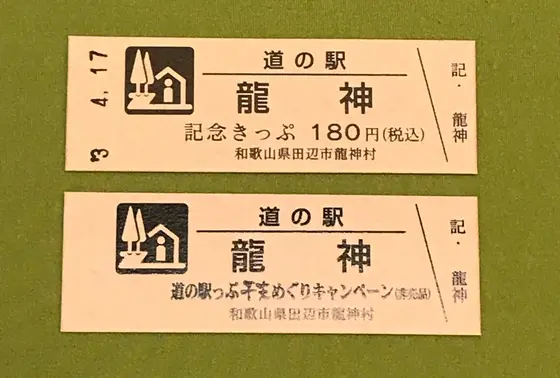 3. 4.17
道の駅
龍神
記念きっぷ 180円(税込)
和歌山県田辺市龍神村
記・龍神
道の駅
龍神
道の駅っぷ干支めぐりキャンペーン(非売品)
和歌山県田辺市龍神村
記・龍神